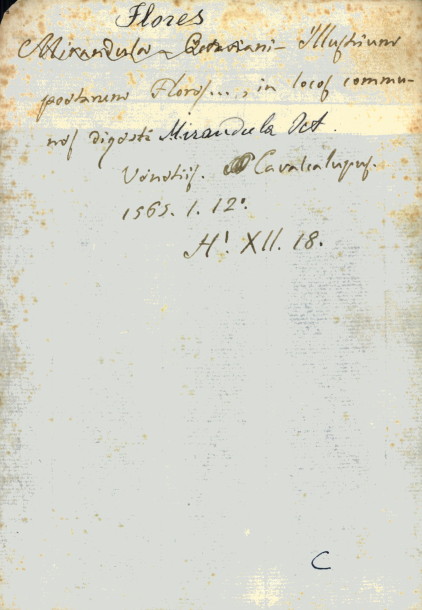 Flores
Mirandula Octaviani - Illustrium
poetarum Flores..., in locos commu-
nes digesti Mirandula Oct.
Venetiis. Cavalcalupus.
1565. 1. 12°.
H! XII. 18.
C